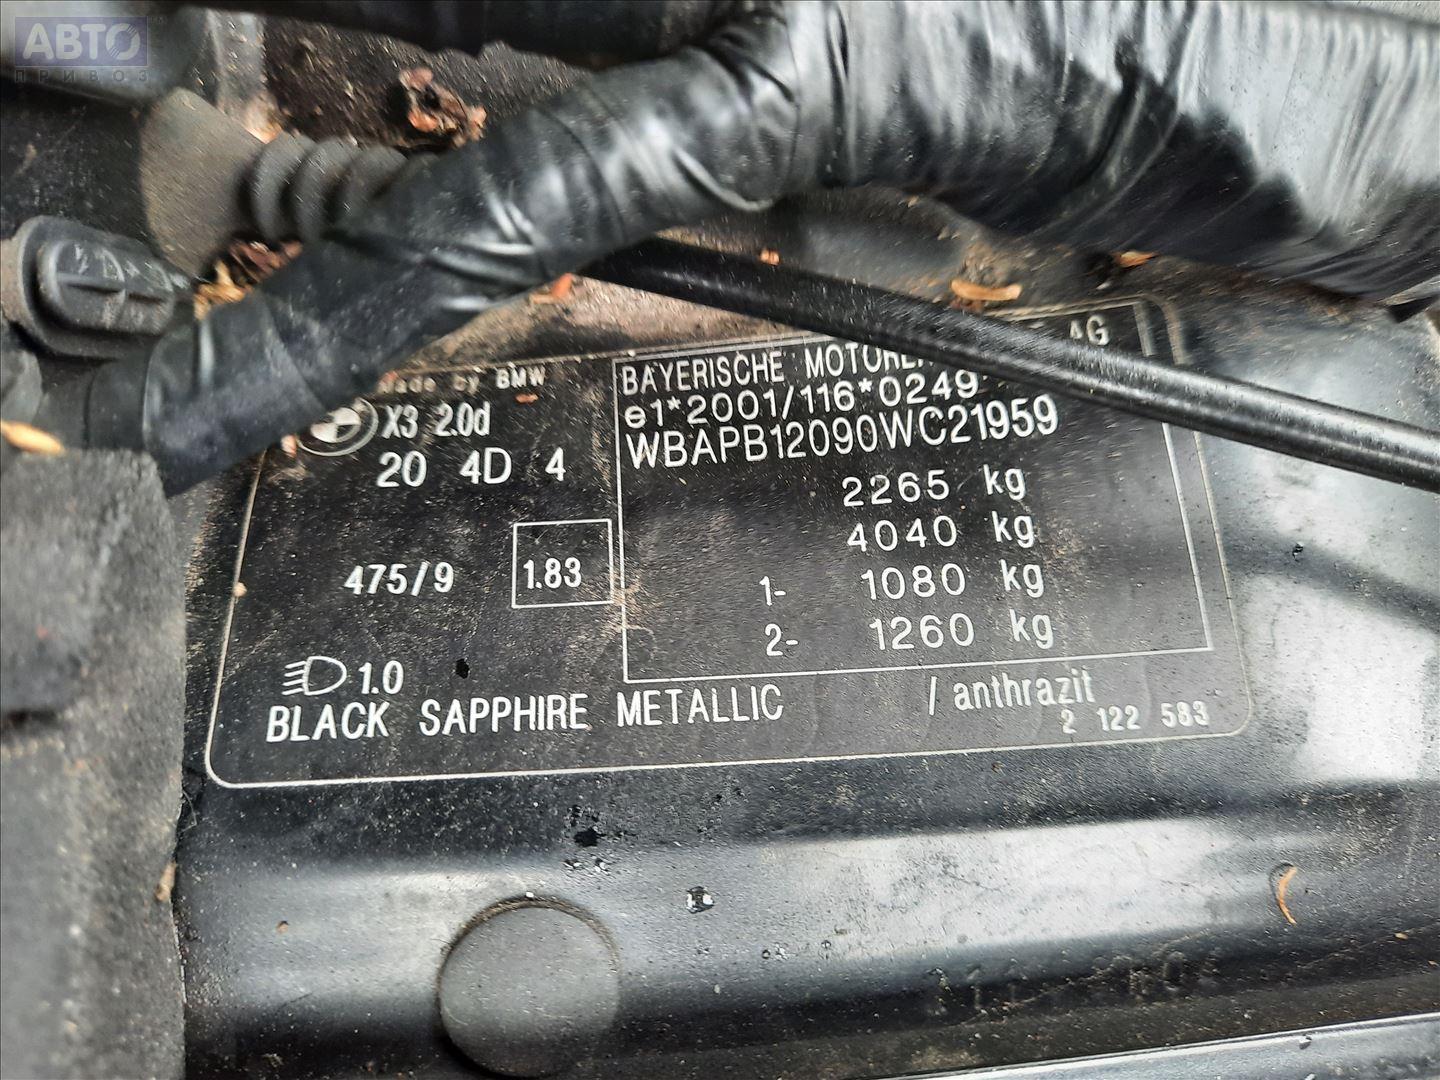 АВТО
ПРИВОЗ
Made by BMW
X3 2.0d
20 4D 4
475/9
1.83
1.0
BAYERISCHE AG
e1*2001/116*0249
WBAPB12090WC21959
2265 kg
4040 kg
1- 1080 kg
2- 1260 kg
BLACK SAPPHIRE METALLIC / anthrazit
2 122 583